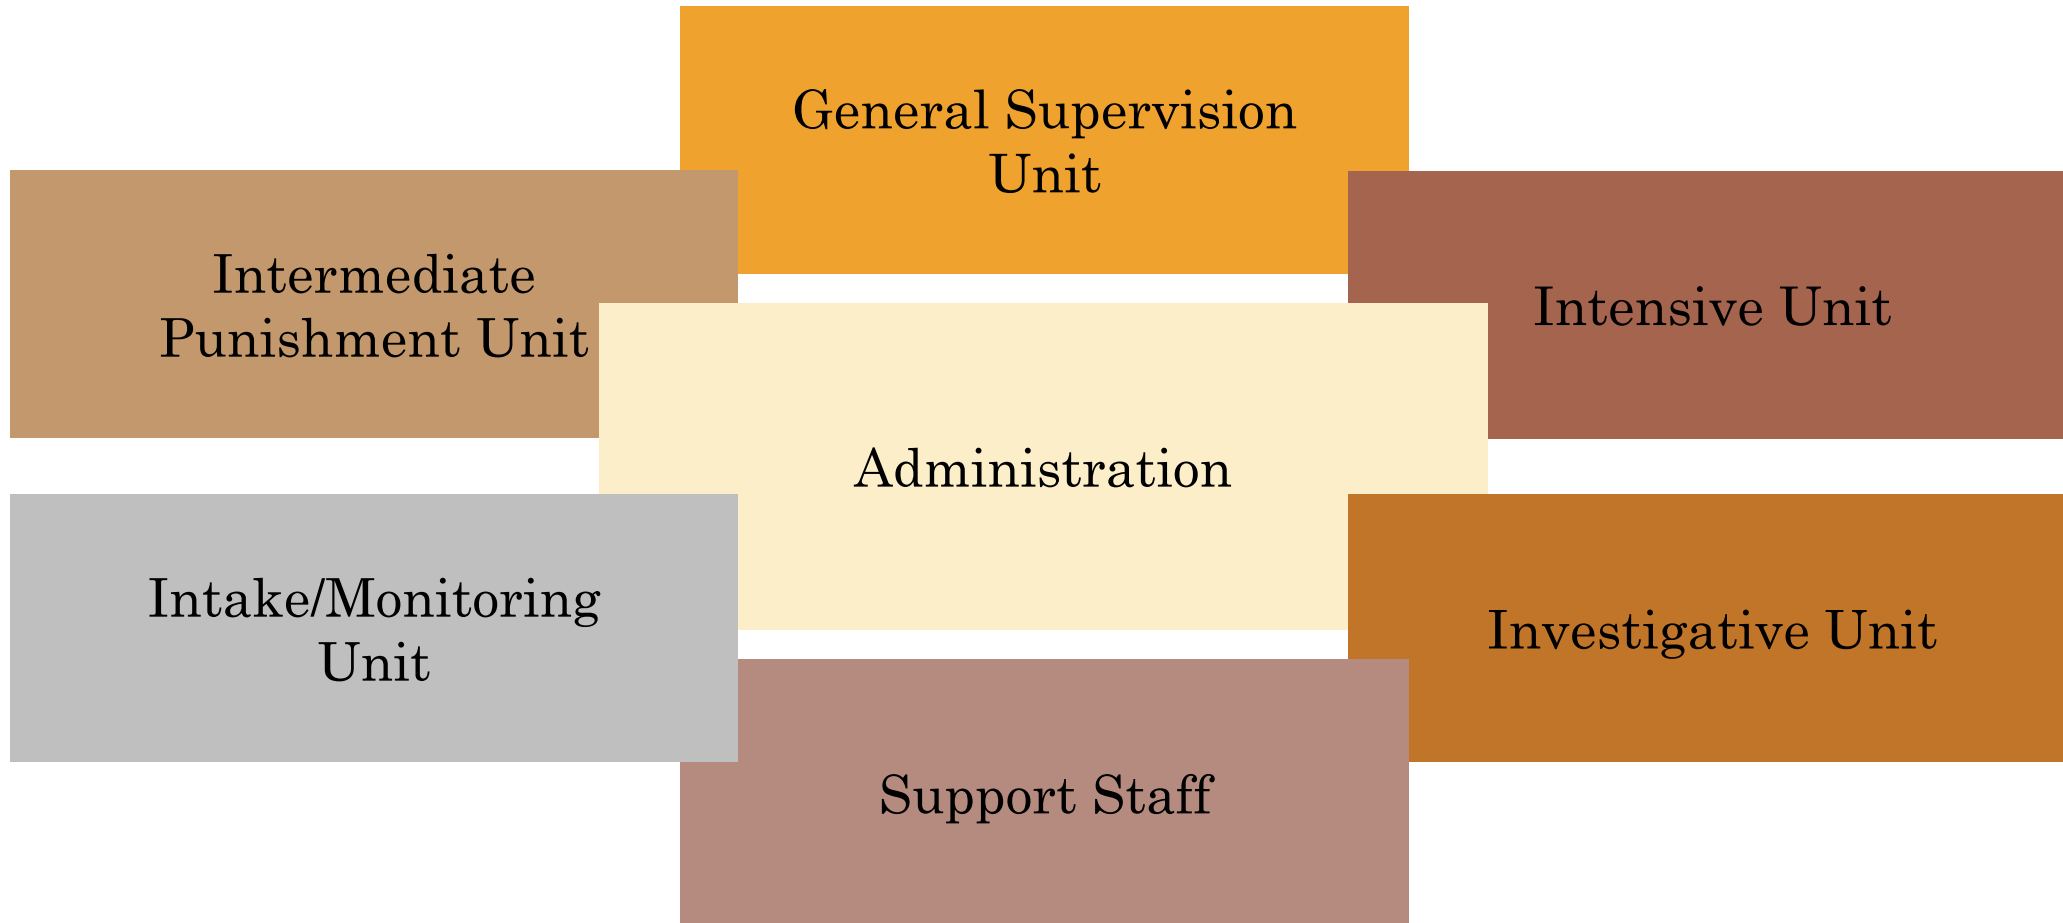 General Supervision
Unit
Intermediate
Punishment Unit
Intensive Unit
Administration
Intake/Monitoring
Unit
Investigative Unit
Support Staff